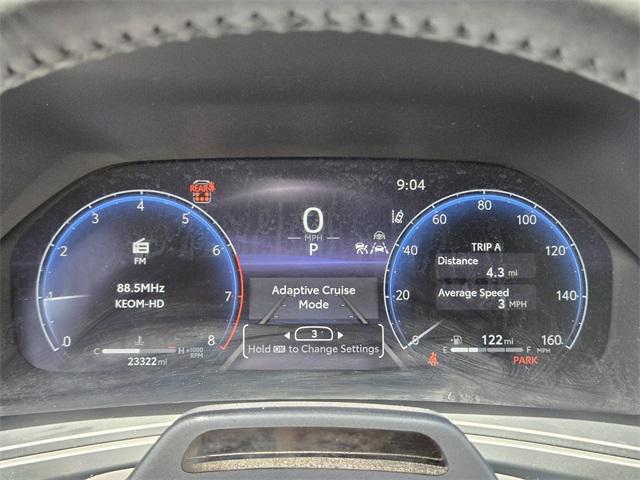 REAR
9:04
0
MPH
P
0 1 2 3 4 5 6 7 8
x1000 RPM
FM
88.5MHz
KEOM-HD
C H
23322 mi
Adaptive Cruise
Mode
3
Hold OK to Change Settings
0 20 40 60 80 100 120 140 160
MPH
TRIP A
Distance
4.3 mi
Average Speed
3 MPH
122 mi
E F
PARK